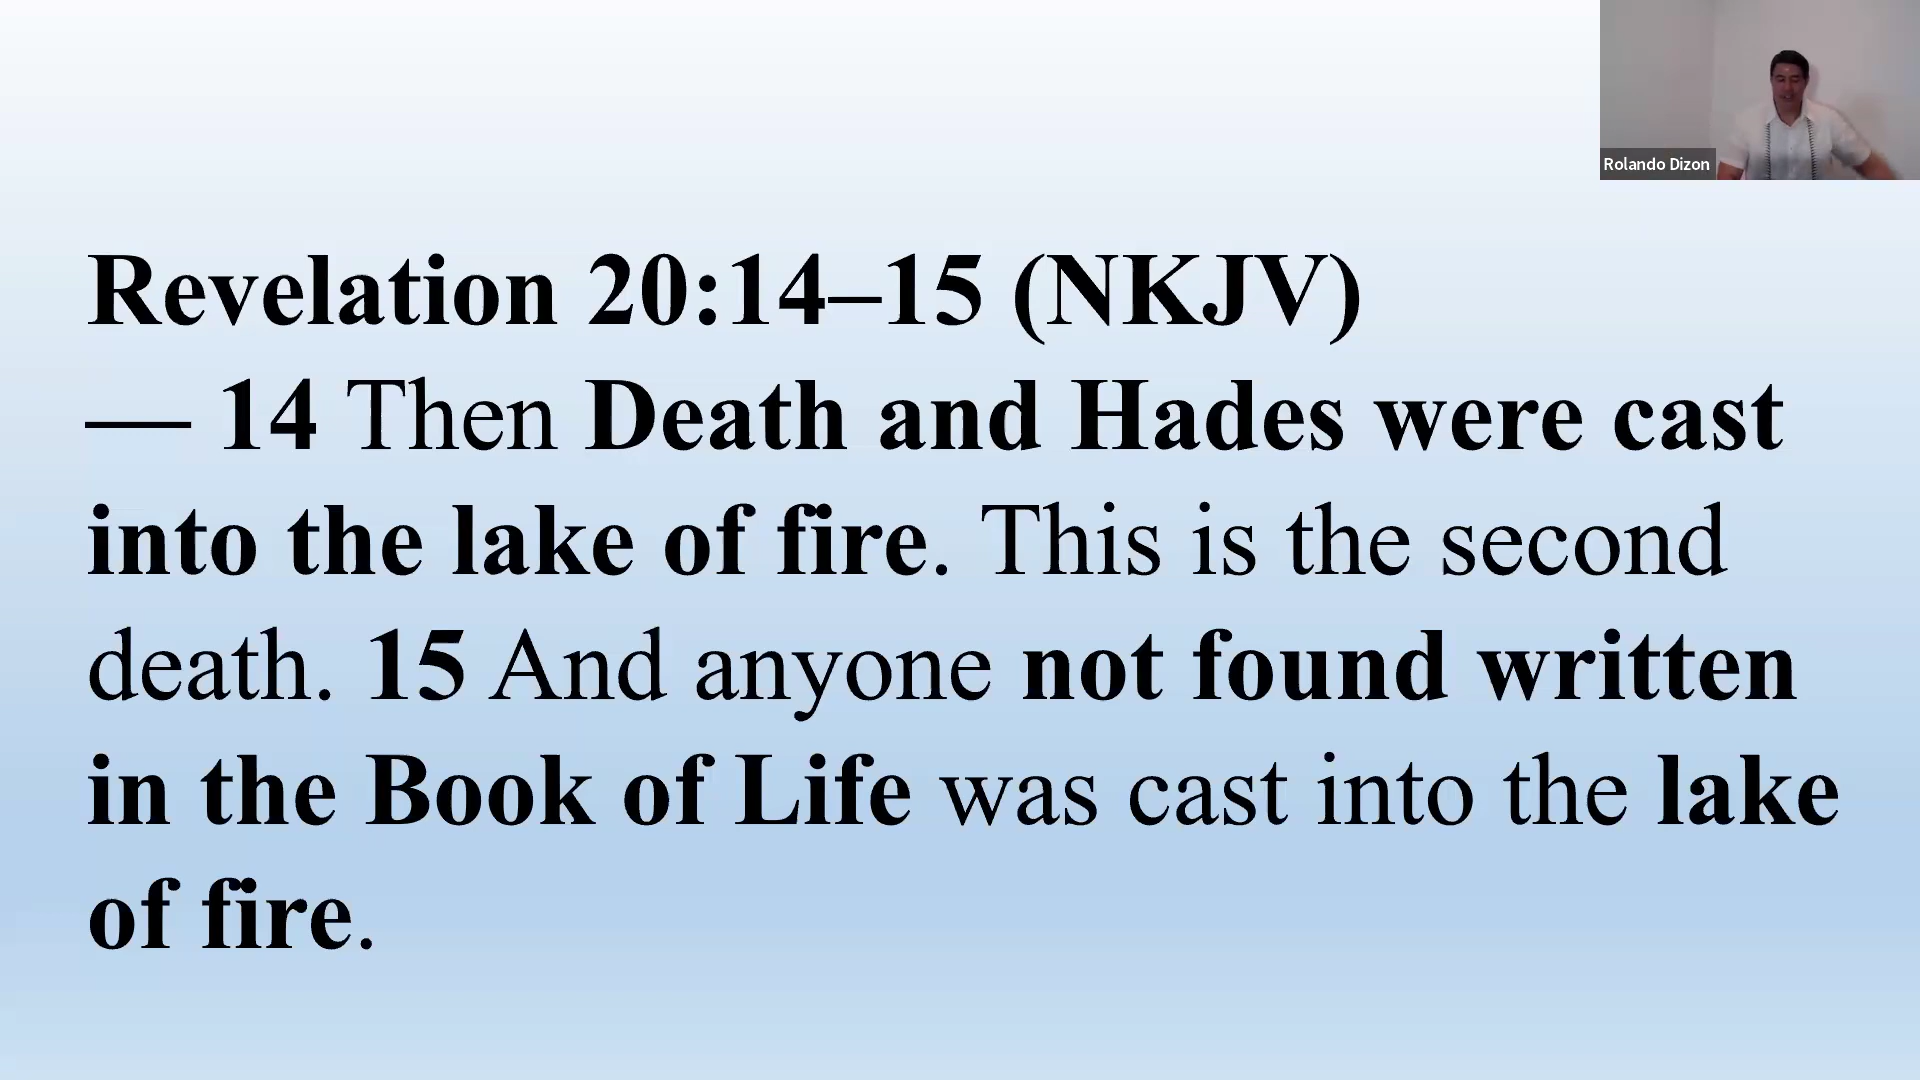 Rolando Dizon
Revelation 20:14–15 (NKJV)
— 14 Then Death and Hades were cast
into the lake of fire. This is the second
death. 15 And anyone not found written
in the Book of Life was cast into the lake
of fire.